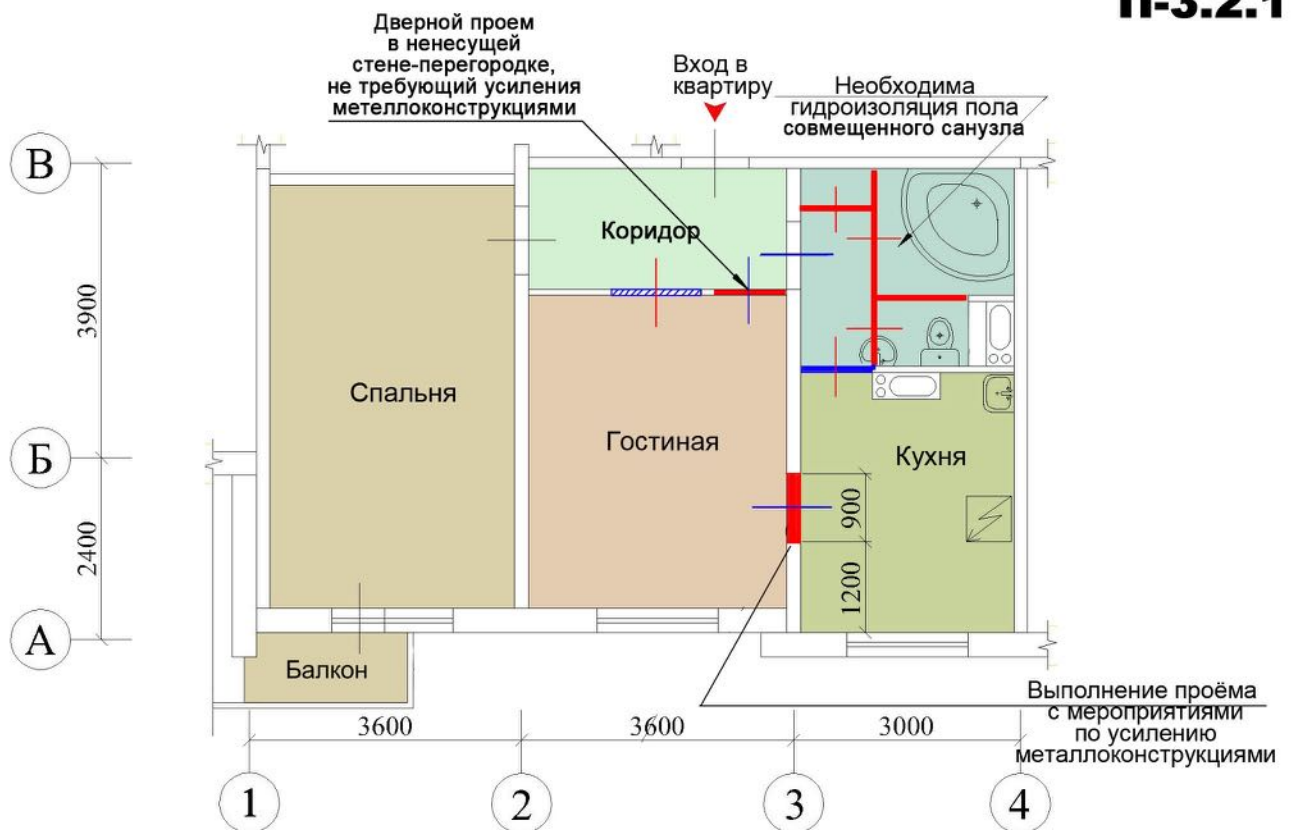 П-3.2.1
Дверной проем
в ненесущей
стене-перегородке,
не требующий усиления
метеллоконструкциями
Вход в
квартиру
Необходима
гидроизоляция пола
совмещенного санузла
В
Коридор
3900
Спальня
Гостиная
Кухня
Б
900
2400
1200
А
Балкон
Выполнение проёма
с мероприятиями
по усилению
металлоконструкциями
3600
3600
3000
1
2
3
4